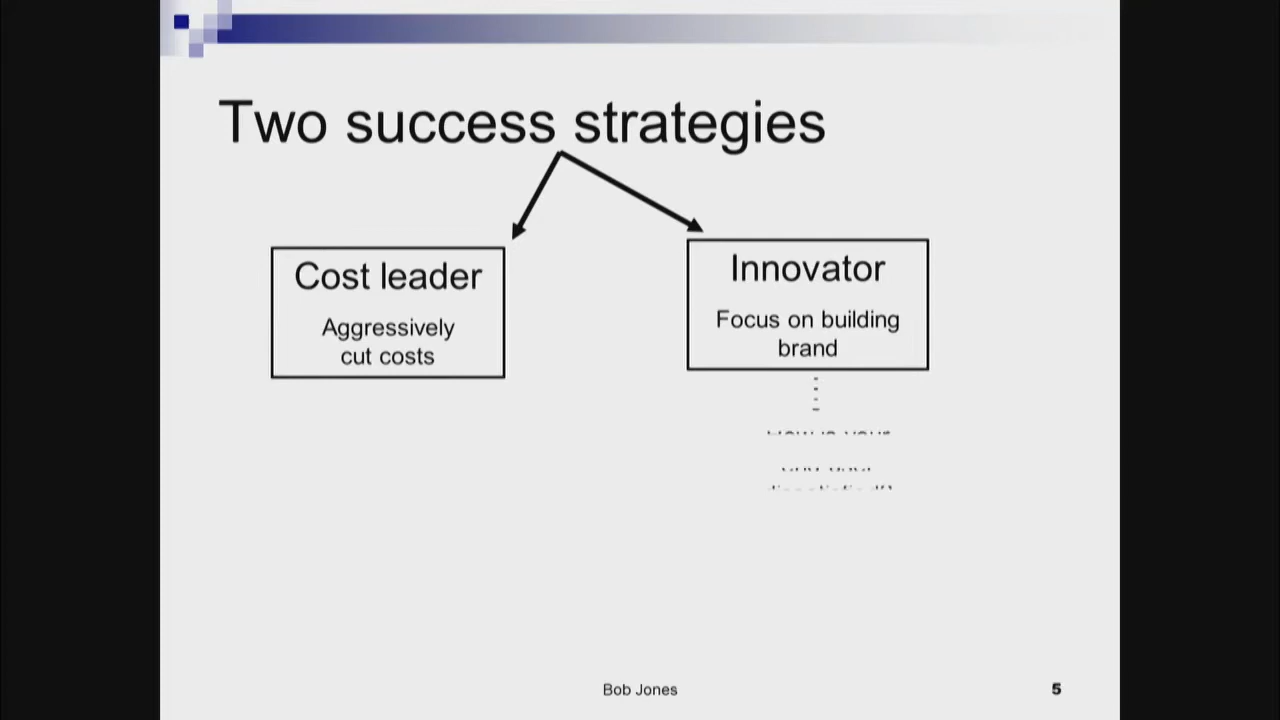 Two success strategies
Cost leader
Aggressively
cut costs
Innovator
Focus on building
brand
Bob Jones
5